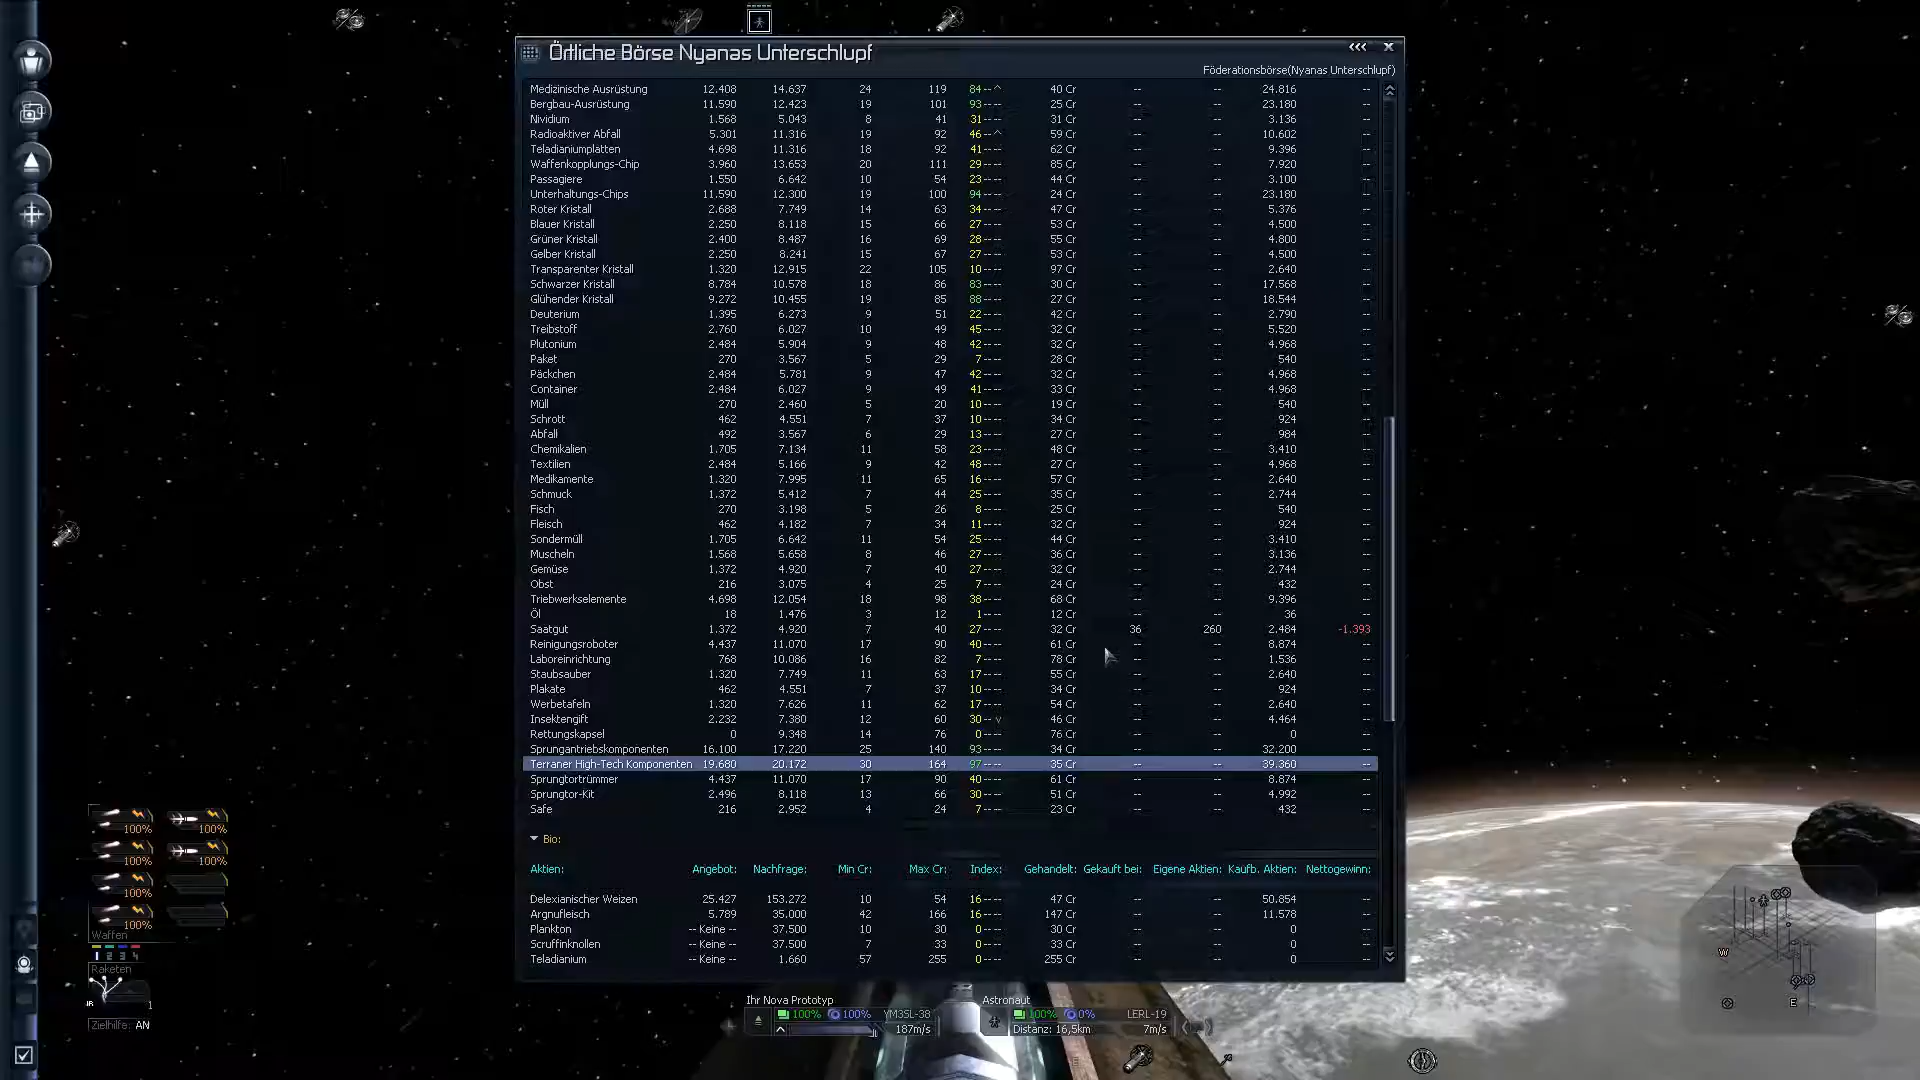 Örtliche Börse Nyanas Unterschlupf
Föderationsbörse(Nyanas Unterschlupf)
Medizinische Ausrüstung 12.408 14.637 24 119 84-- ^ 40 Cr -- -- 24.816 --
Bergbau-Ausrüstung 11.590 12.423 19 101 93---- 25 Cr -- -- 23.180 --
Nividium 1.568 5.043 8 41 31---- 31 Cr -- -- 3.136 --
Radioaktiver Abfall 5.301 11.316 19 92 46-- ^ 59 Cr -- -- 10.602 --
Teladianiumplatten 4.698 11.316 18 92 41---- 62 Cr -- -- 9.396 --
Waffenkopplungs-Chip 3.960 13.653 20 111 29---- 85 Cr -- -- 7.920 --
Passagiere 1.550 6.642 10 54 23---- 44 Cr -- -- 3.100 --
Unterhaltungs-Chips 11.590 12.300 19 100 94---- 24 Cr -- -- 23.180 --
Roter Kristall 2.688 7.749 14 63 34---- 47 Cr -- -- 5.376 --
Blauer Kristall 2.250 8.118 15 66 27---- 53 Cr -- -- 4.500 --
Grüner Kristall 2.400 8.487 16 69 28---- 55 Cr -- -- 4.800 --
Gelber Kristall 2.250 8.241 15 67 27---- 53 Cr -- -- 4.500 --
Transparenter Kristall 1.320 12.915 22 105 10---- 97 Cr -- -- 2.640 --
Schwarzer Kristall 8.784 10.578 18 86 83---- 30 Cr -- -- 17.568 --
Glühender Kristall 9.272 10.455 19 85 88---- 27 Cr -- -- 18.544 --
Deuterium 1.395 6.273 9 51 22---- 42 Cr -- -- 2.790 --
Treibstoff 2.760 6.027 10 49 45---- 32 Cr -- -- 5.520 --
Plutonium 2.484 5.904 9 48 42---- 32 Cr -- -- 4.968 --
Paket 270 3.567 5 29 7---- 28 Cr -- -- 540 --
Päckchen 2.484 5.781 9 47 42---- 32 Cr -- -- 4.968 --
Container 2.484 6.027 9 49 41---- 33 Cr -- -- 4.968 --
Müll 270 2.460 5 20 10---- 19 Cr -- -- 540 --
Schrott 462 4.551 7 37 10---- 34 Cr -- -- 924 --
Abfall 492 3.567 6 29 13---- 27 Cr -- -- 984 --
Chemikalien 1.705 7.134 11 58 23---- 48 Cr -- -- 3.410 --
Textilien 2.484 5.166 9 42 48---- 27 Cr -- -- 4.968 --
Medikamente 1.320 7.995 11 65 16---- 57 Cr -- -- 2.640 --
Schmuck 1.372 5.412 7 44 25---- 35 Cr -- -- 2.744 --
Fisch 270 3.198 5 26 8---- 25 Cr -- -- 540 --
Fleisch 462 4.182 7 34 11---- 32 Cr -- -- 924 --
Sondermüll 1.705 6.642 11 54 25---- 44 Cr -- -- 3.410 --
Muscheln 1.568 5.658 8 46 27---- 36 Cr -- -- 3.136 --
Gemüse 1.372 4.920 7 40 27---- 32 Cr -- -- 2.744 --
Obst 216 3.075 4 25 7---- 24 Cr -- -- 432 --
Triebwerkselemente 4.698 12.054 18 98 38---- 68 Cr -- -- 9.396 --
Öl 18 1.476 3 12 1---- 12 Cr -- -- 36 --
Saatgut 1.372 4.920 7 40 27---- 32 Cr 36 260 2.484 -1.393
Reinigungsroboter 4.437 11.070 17 90 40---- 61 Cr -- -- 8.874 --
Laboreinrichtung 768 10.086 16 82 7---- 78 Cr -- -- 1.536 --
Staubsauber 1.320 7.749 11 63 17---- 55 Cr -- -- 2.640 --
Plakate 462 4.551 7 37 10---- 34 Cr -- -- 924 --
Werbetafeln 1.320 7.626 11 62 17---- 54 Cr -- -- 2.640 --
Insektengift 2.232 7.380 12 60 30-- v 46 Cr -- -- 4.464 --
Rettungskapsel 0 9.348 14 76 0---- 76 Cr -- -- 0 --
Sprungantriebskomponenten 16.100 17.220 25 140 93---- 34 Cr -- -- 32.200 --
Terraner High-Tech Komponenten 19.680 20.172 30 164 97---- 35 Cr -- -- 39.360 --
Sprungtortrümmer 4.437 11.070 17 90 40---- 61 Cr -- -- 8.874 --
Sprungtor-Kit 2.496 8.118 13 66 30---- 51 Cr -- -- 4.992 --
Safe 216 2.952 4 24 7---- 23 Cr -- -- 432 --
Bio:
Aktien: Angebot: Nachfrage: Min Cr: Max Cr: Index: Gehandelt: Gekauft bei: Eigene Aktien: Kaufb. Aktien: Nettogewinn:
Delexianischer Weizen 25.427 153.272 10 54 16---- 47 Cr -- -- 50.854 --
Argnufleisch 5.789 35.000 42 166 16---- 147 Cr -- -- 11.578 --
Plankton -- Keine -- 37.500 10 30 0---- 30 Cr -- -- 0 --
Scruffinknollen -- Keine -- 37.500 7 33 0---- 33 Cr -- -- 0 --
Teladianium -- Keine -- 1.660 57 255 0---- 255 Cr -- -- 0 --
100% 100%
100% 100%
100%
100%
Waffen
1 2 3 4
Raketen
1
Zielhilfe: AN
Ihr Nova Prototyp
100% 100% YM3SL-38
187m/s
Astronaut
100% 0% LERL-19
Distanz: 16,5km 7m/s
W
E